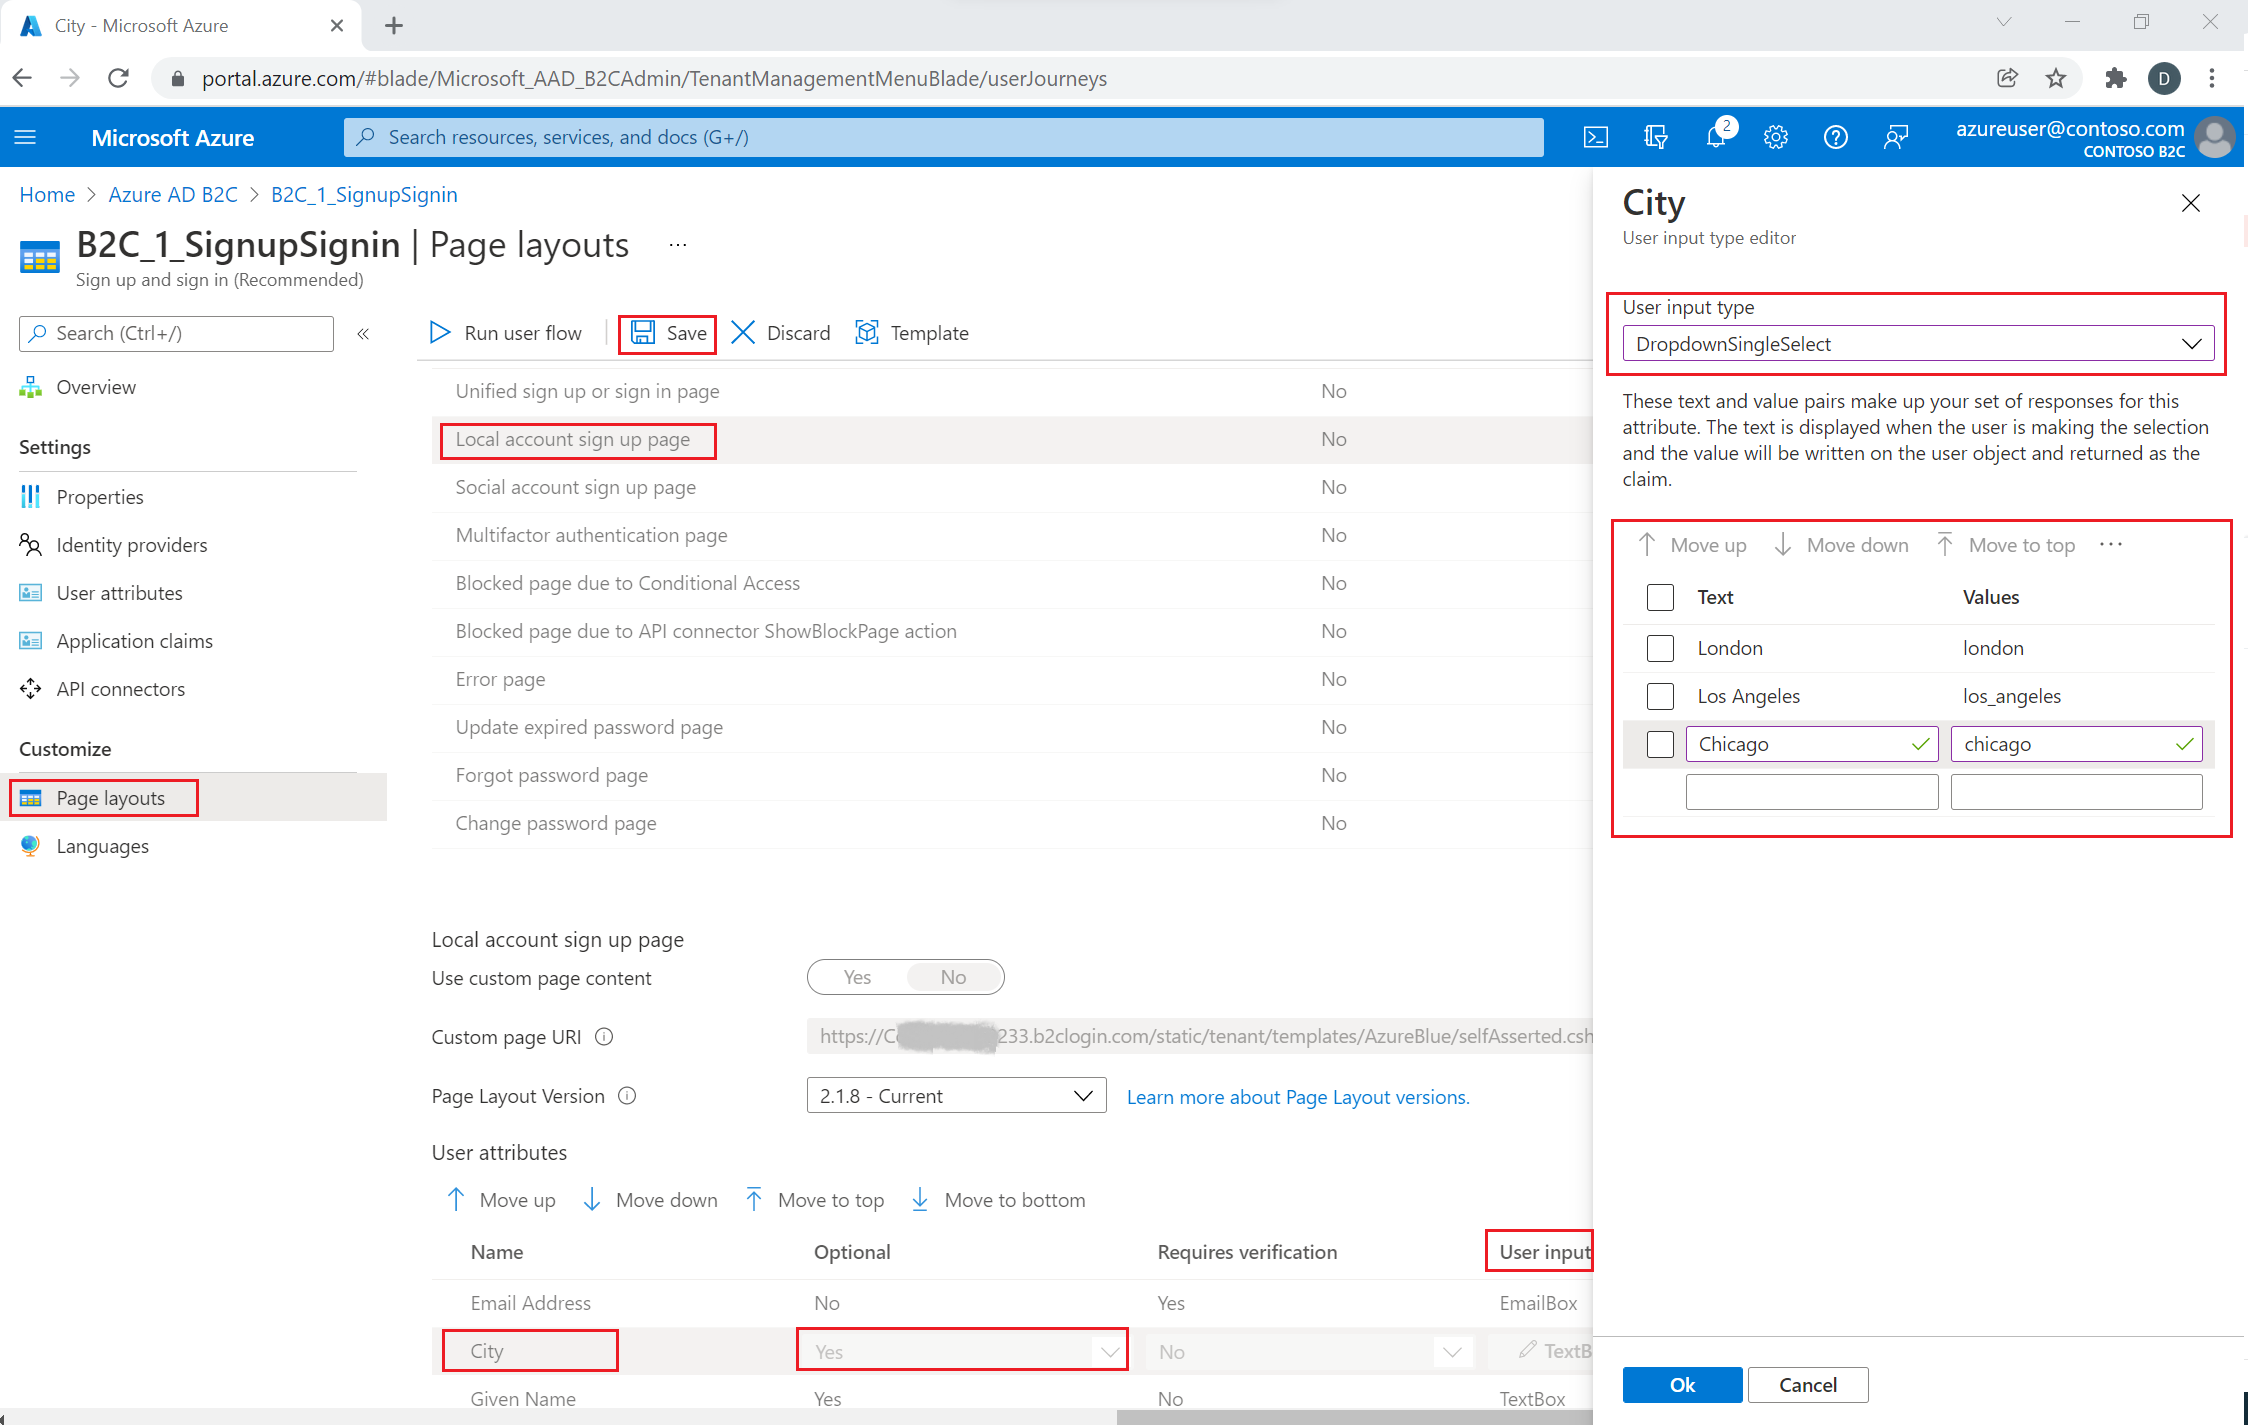 City - Microsoft Azure
portal.azure.com/#blade/Microsoft_AAD_B2CAdmin/TenantManagementMenuBlade/userJourneys
D
Microsoft Azure
Search resources, services, and docs (G+/)
2
azureuser@contoso.com
CONTOSO B2C
Home > Azure AD B2C > B2C_1_SignupSignin
B2C_1_SignupSignin | Page layouts ...
Sign up and sign in (Recommended)
Search (Ctrl+/)
«
Overview
Settings
Properties
Identity providers
User attributes
Application claims
API connectors
Customize
Page layouts
Languages
Run user flow
Save
Discard
Template
Unified sign up or sign in page No
Local account sign up page No
Social account sign up page No
Multifactor authentication page No
Blocked page due to Conditional Access No
Blocked page due to API connector ShowBlockPage action No
Error page No
Update expired password page No
Forgot password page No
Change password page No
Local account sign up page
Use custom page content Yes No
Custom page URI https://C 233.b2clogin.com/static/tenant/templates/AzureBlue/selfAsserted.csh
Page Layout Version 2.1.8 - Current Learn more about Page Layout versions.
User attributes
Move up Move down Move to top Move to bottom
Name Optional Requires verification User input
Email Address No Yes EmailBox
City Yes No TextB
Given Name Yes No TextBox
City
User input type editor
User input type
DropdownSingleSelect
These text and value pairs make up your set of responses for this
attribute. The text is displayed when the user is making the selection
and the value will be written on the user object and returned as the
claim.
Move up Move down Move to top ...
Text Values
London london
Los Angeles los_angeles
Chicago chicago
Ok Cancel